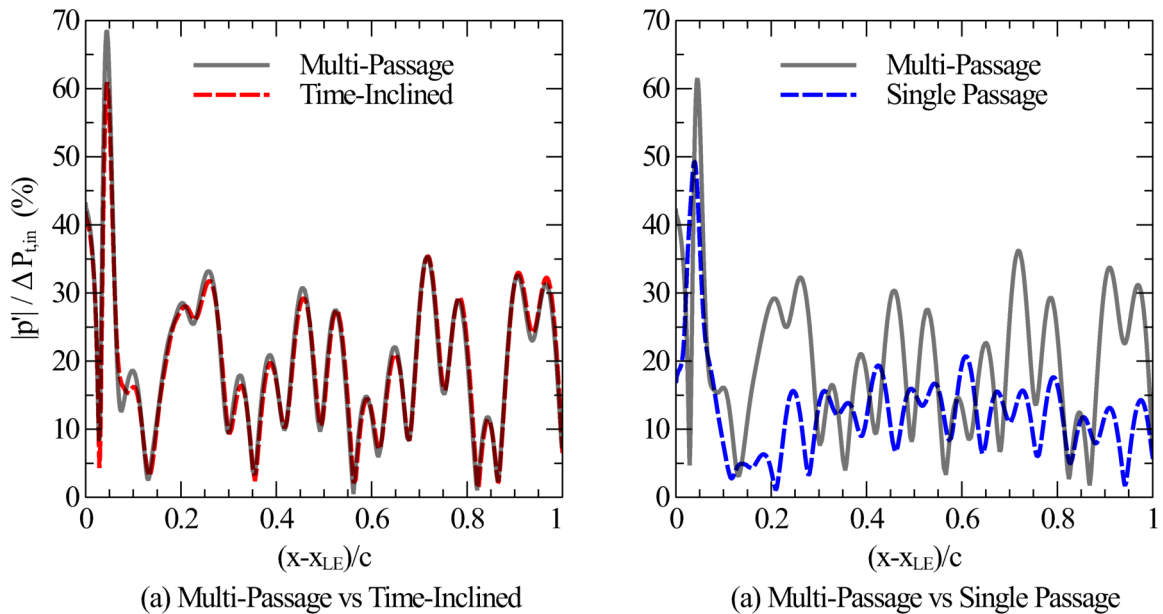 70
60
50
40
30
20
10
0
|p'| / Δ P_t,in (%)
Multi-Passage
Time-Inclined
0 0.2 0.4 0.6 0.8 1
(x-x_LE)/c
(a) Multi-Passage vs Time-Inclined
70
60
50
40
30
20
10
0
Multi-Passage
Single Passage
0 0.2 0.4 0.6 0.8 1
(x-x_LE)/c
(a) Multi-Passage vs Single Passage